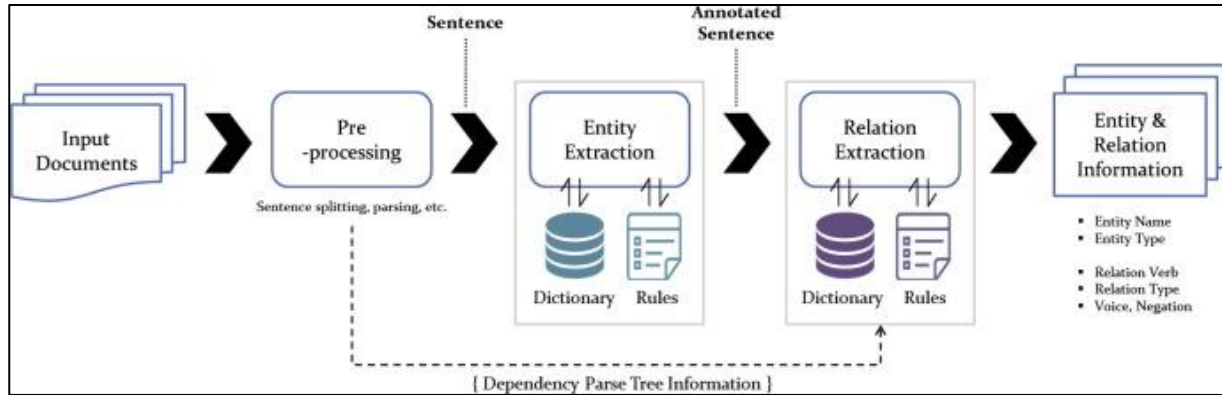 Sentence
Annotated
Sentence
Input
Documents
Pre
-processing
Sentence splitting, parsing, etc.
Entity
Extraction
Dictionary
Rules
Relation
Extraction
Dictionary
Rules
Entity &
Relation
Information
▪ Entity Name
▪ Entity Type
▪ Relation Verb
▪ Relation Type
▪ Voice, Negation
{ Dependency Parse Tree Information }